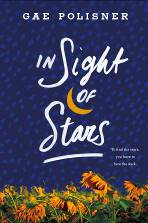 GAE POLISNER
IN Sight
OF
Stars
"To find the stars,
you have to
face the dark.